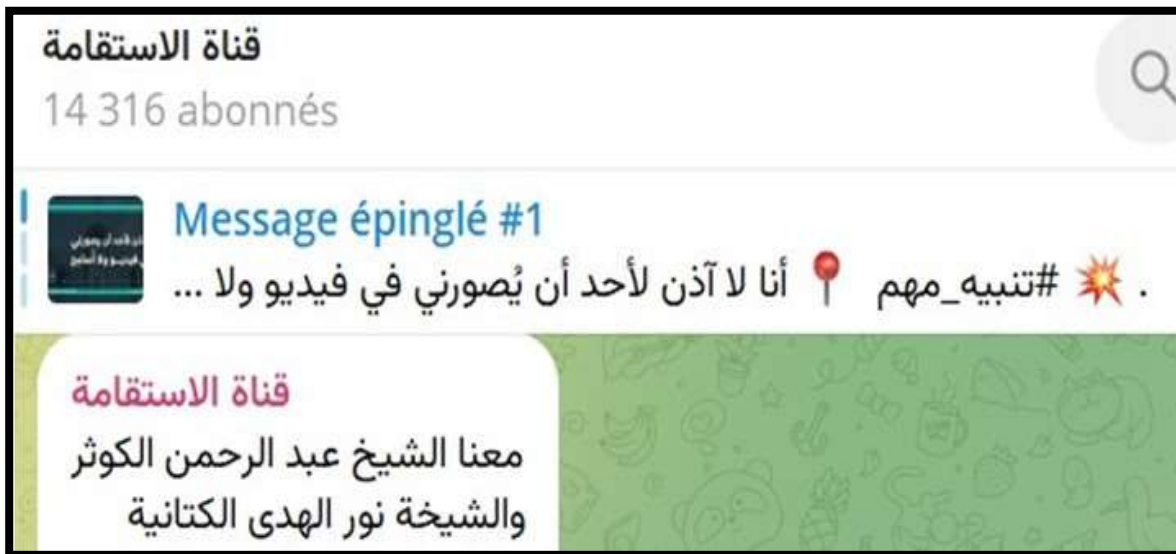 قناة الاستقامة
14 316 abonnés
Message épinglé #1
. 💥 #تنبيه_مهم 📍 أنا لا آذن لأحد أن يُصورني في فيديو ولا ...
قناة الاستقامة
معنا الشيخ عبد الرحمن الكوثر
والشيخة نور الهدى الكتانية